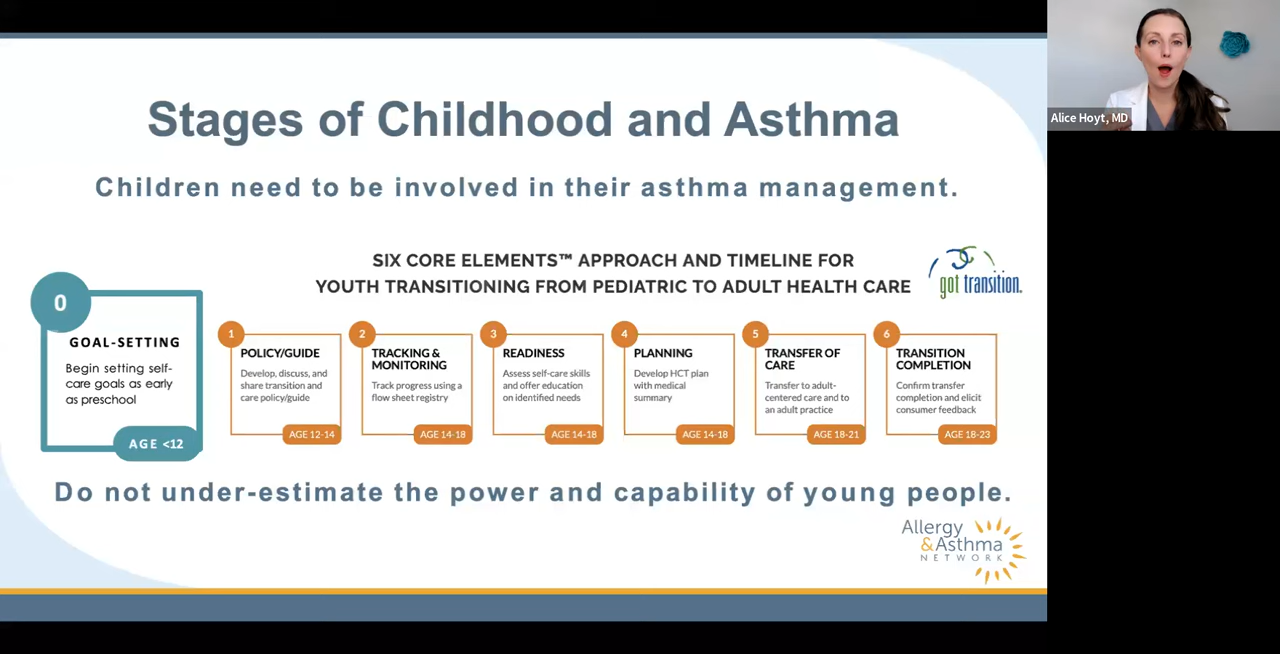 Stages of Childhood and Asthma
Children need to be involved in their asthma management.
SIX CORE ELEMENTS™ APPROACH AND TIMELINE FOR
YOUTH TRANSITIONING FROM PEDIATRIC TO ADULT HEALTH CARE
got transition.
0
GOAL-SETTING
Begin setting self-
care goals as early
as preschool
AGE <12
1
POLICY/GUIDE
Develop, discuss, and
share transition and
care policy/guide
AGE 12-14
2
TRACKING &
MONITORING
Track progress using a
flow sheet registry
AGE 14-18
3
READINESS
Assess self-care skills
and offer education
on identified needs
AGE 14-18
4
PLANNING
Develop HCT plan
with medical
summary
AGE 14-18
5
TRANSFER OF
CARE
Transfer to adult-
centered care and to
an adult practice
AGE 18-21
6
TRANSITION
COMPLETION
Confirm transfer
completion and elicit
consumer feedback
AGE 18-23
Do not under-estimate the power and capability of young people.
Allergy
&Asthma
NETWORK
Alice Hoyt, MD